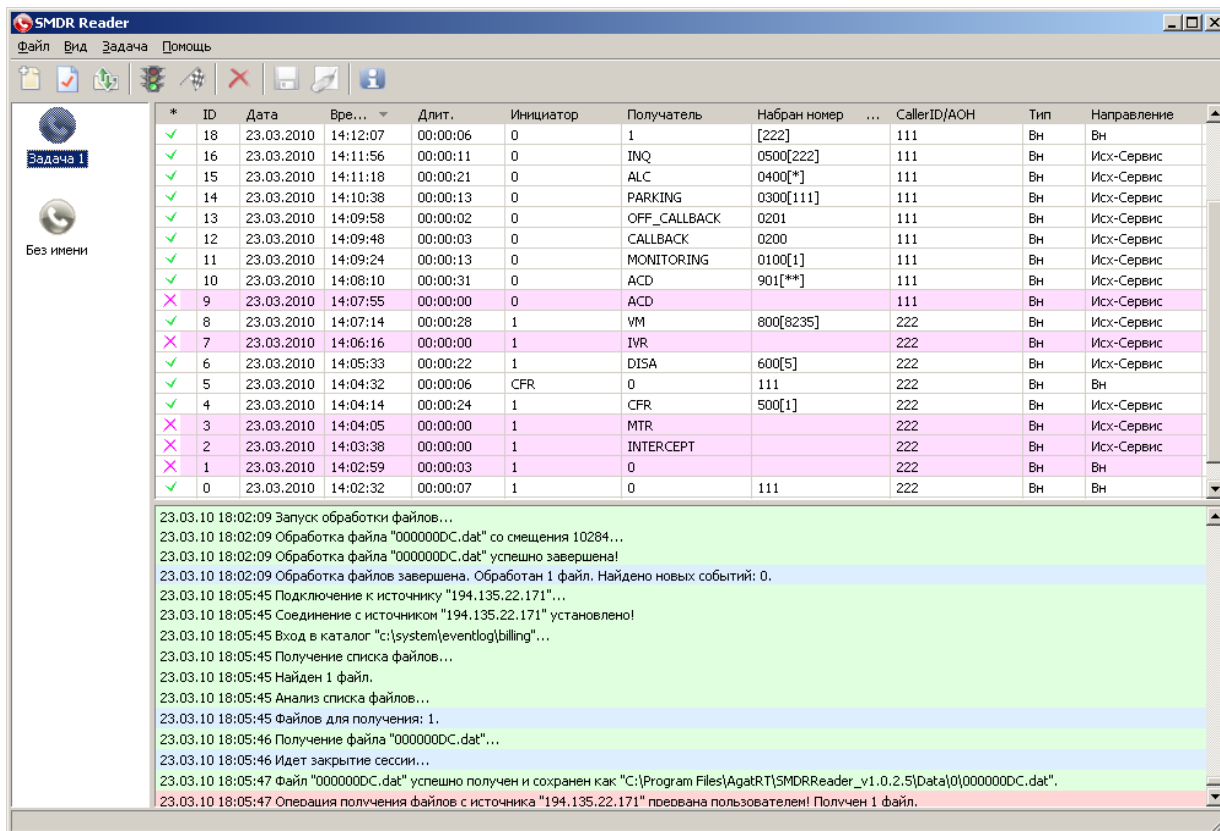 SMDR Reader
Файл Вид Задача Помощь
Задача 1
Без имени
* ID Дата Вре... Длит. Инициатор Получатель Набран номер ... CallerID/АОН Тип Направление
18 23.03.2010 14:12:07 00:00:06 0 1 [222] 111 Вн Вн
16 23.03.2010 14:11:56 00:00:11 0 INQ 0500[222] 111 Вн Исх-Сервис
15 23.03.2010 14:11:18 00:00:21 0 ALC 0400[*] 111 Вн Исх-Сервис
14 23.03.2010 14:10:38 00:00:13 0 PARKING 0300[111] 111 Вн Исх-Сервис
13 23.03.2010 14:09:58 00:00:02 0 OFF_CALLBACK 0201 111 Вн Исх-Сервис
12 23.03.2010 14:09:48 00:00:03 0 CALLBACK 0200 111 Вн Исх-Сервис
11 23.03.2010 14:09:24 00:00:13 0 MONITORING 0100[1] 111 Вн Исх-Сервис
10 23.03.2010 14:08:10 00:00:31 0 ACD 901[**] 111 Вн Исх-Сервис
9 23.03.2010 14:07:55 00:00:00 0 ACD 111 Вн Исх-Сервис
8 23.03.2010 14:07:14 00:00:28 1 VM 800[8235] 222 Вн Исх-Сервис
7 23.03.2010 14:06:16 00:00:00 1 IVR 222 Вн Исх-Сервис
6 23.03.2010 14:05:33 00:00:22 1 DISA 600[5] 222 Вн Исх-Сервис
5 23.03.2010 14:04:32 00:00:06 CFR 0 111 222 Вн Вн
4 23.03.2010 14:04:14 00:00:24 1 CFR 500[1] 222 Вн Исх-Сервис
3 23.03.2010 14:04:05 00:00:00 1 MTR 222 Вн Исх-Сервис
2 23.03.2010 14:03:38 00:00:00 1 INTERCEPT 222 Вн Исх-Сервис
1 23.03.2010 14:02:59 00:00:03 1 0 222 Вн Вн
0 23.03.2010 14:02:32 00:00:07 1 0 111 222 Вн Вн
23.03.10 18:02:09 Запуск обработки файлов...
23.03.10 18:02:09 Обработка файла "000000DC.dat" со смещения 10284...
23.03.10 18:02:09 Обработка файла "000000DC.dat" успешно завершена!
23.03.10 18:02:09 Обработка файлов завершена. Обработан 1 файл. Найдено новых событий: 0.
23.03.10 18:05:45 Подключение к источнику "194.135.22.171"...
23.03.10 18:05:45 Соединение с источником "194.135.22.171" установлено!
23.03.10 18:05:45 Вход в каталог "c:\system\eventlog\billing"...
23.03.10 18:05:45 Получение списка файлов...
23.03.10 18:05:45 Найден 1 файл.
23.03.10 18:05:45 Анализ списка файлов...
23.03.10 18:05:45 Файлов для получения: 1.
23.03.10 18:05:46 Получение файла "000000DC.dat"...
23.03.10 18:05:46 Идет закрытие сессии...
23.03.10 18:05:47 Файл "000000DC.dat" успешно получен и сохранен как "C:\Program Files\AgatRT\SMDRReader_v1.0.2.5\Data\0\000000DC.dat".
23.03.10 18:05:47 Операция получения файлов с источника "194.135.22.171" прервана пользователем! Получен 1 файл.